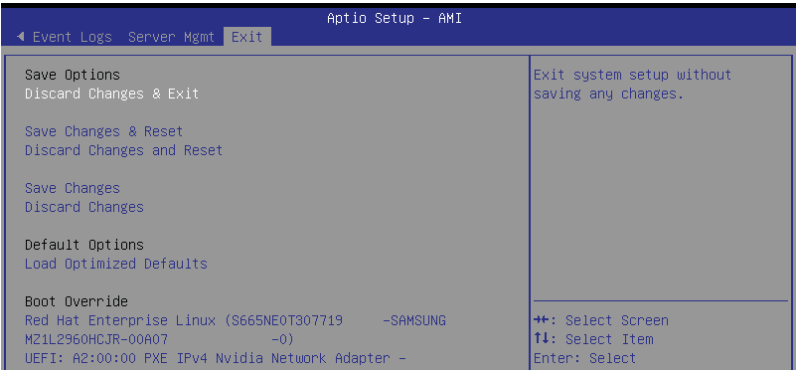 Aptio Setup – AMI
◀ Event Logs Server Mgmt Exit
Save Options
Discard Changes & Exit
Save Changes & Reset
Discard Changes and Reset
Save Changes
Discard Changes
Default Options
Load Optimized Defaults
Boot Override
Red Hat Enterprise Linux (S665NE0T307719 -SAMSUNG
MZ1L2960HCJR-00A07 -0)
UEFI: A2:00:00 PXE IPv4 Nvidia Network Adapter -
Exit system setup without
saving any changes.
→←: Select Screen
↑↓: Select Item
Enter: Select